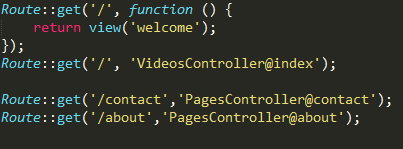 Route::get('/', function () {
    return view('welcome');
});
Route::get('/', 'VideosController@index');

Route::get('/contact','PagesController@contact');
Route::get('/about','PagesController@about');